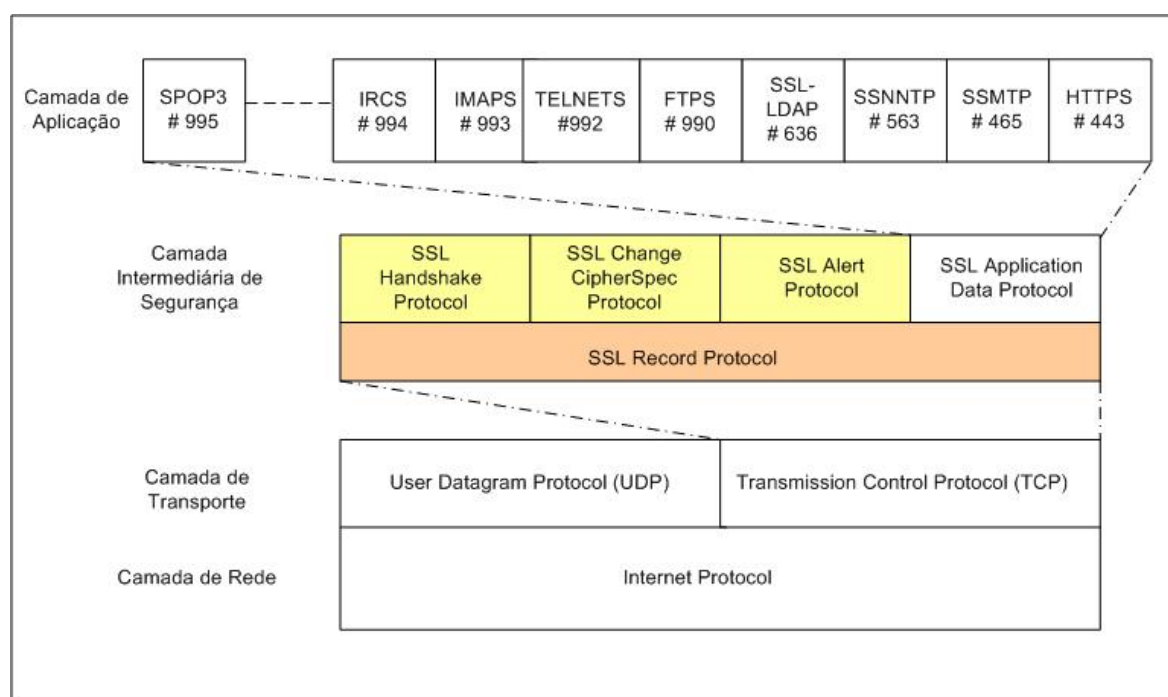 Camada de
Aplicação
SPOP3
# 995
IRCS
# 994
IMAPS
# 993
TELNETS
#992
FTPS
# 990
SSL-
LDAP
# 636
SSNNTP
# 563
SSMTP
# 465
HTTPS
# 443
Camada
Intermediária de
Segurança
SSL
Handshake
Protocol
SSL Change
CipherSpec
Protocol
SSL Alert
Protocol
SSL Application
Data Protocol
SSL Record Protocol
Camada de
Transporte
User Datagram Protocol (UDP)
Transmission Control Protocol (TCP)
Camada de Rede
Internet Protocol